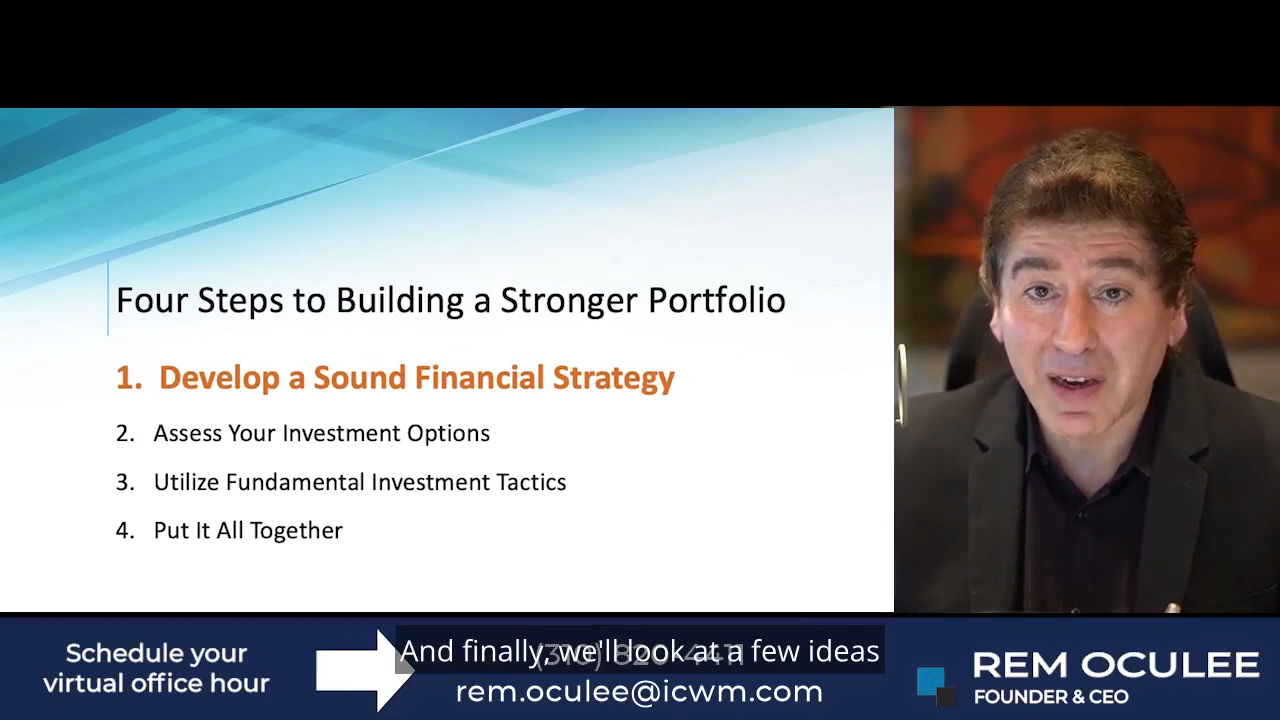 Four Steps to Building a Stronger Portfolio
1. Develop a Sound Financial Strategy
2. Assess Your Investment Options
3. Utilize Fundamental Investment Tactics
4. Put It All Together
Schedule your
virtual office hour
And finally, we'll look at a few ideas
rem.oculee@icwm.com
REM OCULEE
FOUNDER & CEO